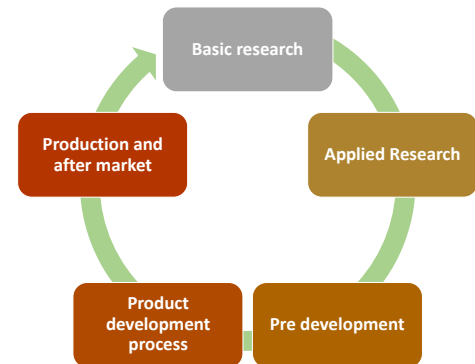 Basic research
Applied Research
Pre development
Product
development
process
Production and
after market